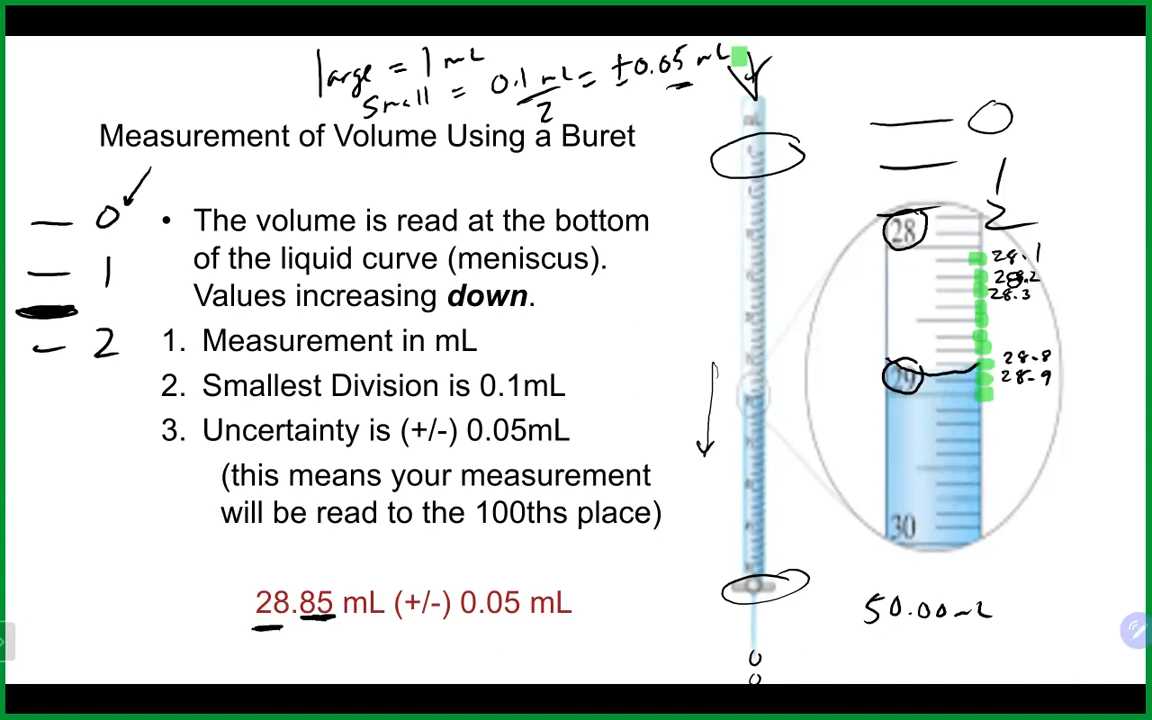 large = 1 mL
small = 0.1 mL / 2 = ±0.05 mL
Measurement of Volume Using a Buret
0
1
2
• The volume is read at the bottom
of the liquid curve (meniscus).
Values increasing down.
1. Measurement in mL
2. Smallest Division is 0.1mL
3. Uncertainty is (+/-) 0.05mL
(this means your measurement
will be read to the 100ths place)
28.85 mL (+/-) 0.05 mL
0
1
2
28
28.1
28.2
28.3
28.8
29
28.9
30
50.00mL